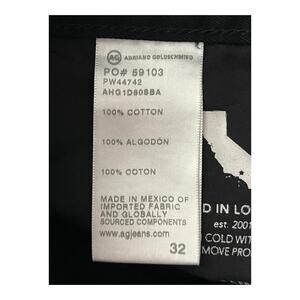 AG ADRIANO GOLDSCHMIED
PO# 59103
PW44742
AHG1D808BA
100% COTTON
100% ALGODÓN
100% COTON
MADE IN MEXICO OF
IMPORTED FABRIC
AND GLOBALLY
SOURCED COMPONENTS
www.agjeans.com
32
D IN LO
est. 2001
COLD WIT
MOVE PRO